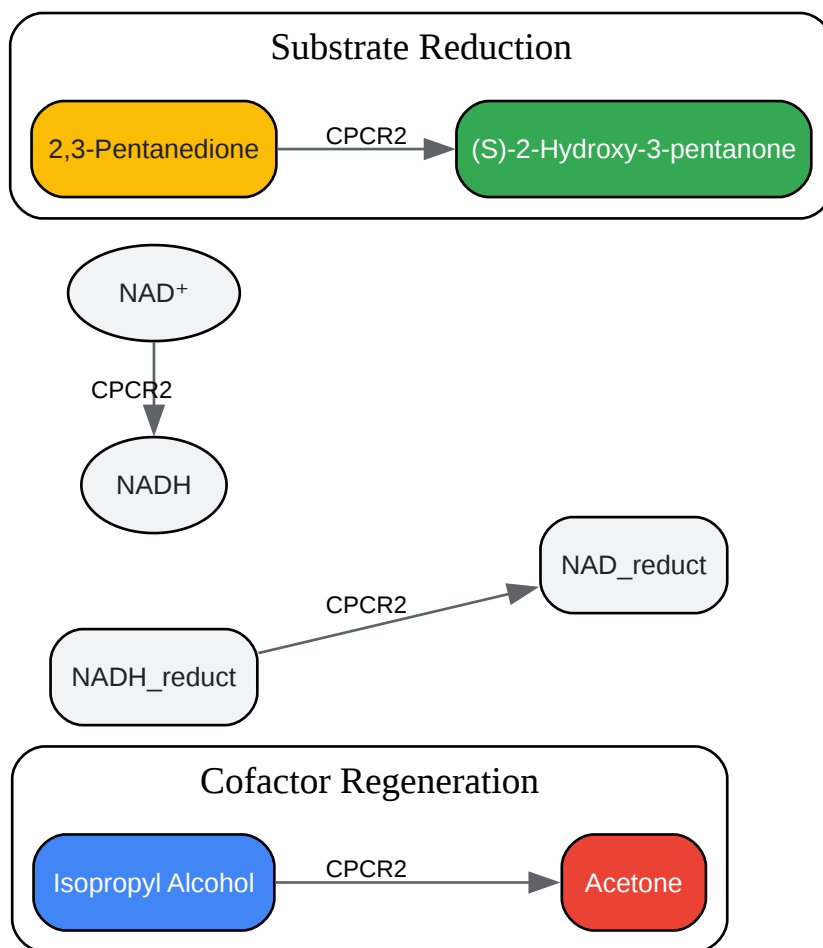 Substrate Reduction
2,3-Pentanedione
CPCR2
(S)-2-Hydroxy-3-pentanone
NAD⁺
CPCR2
NADH
NAD_reduct
CPCR2
NADH_reduct
Cofactor Regeneration
Isopropyl Alcohol
CPCR2
Acetone